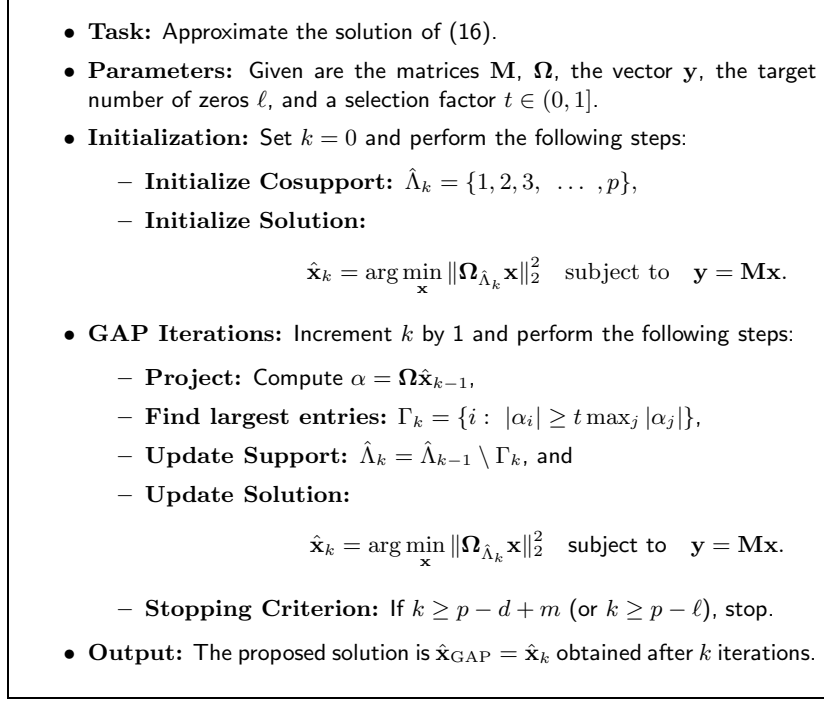 • Task: Approximate the solution of (16).
• Parameters: Given are the matrices M, Ω, the vector y, the target
number of zeros ℓ, and a selection factor t ∈ (0, 1].
• Initialization: Set k = 0 and perform the following steps:
– Initialize Cosupport: Λ̂_k = {1, 2, 3, … , p},
– Initialize Solution:
x̂_k = arg min_x ‖Ω_{Λ̂_k} x‖₂² subject to y = Mx.
• GAP Iterations: Increment k by 1 and perform the following steps:
– Project: Compute α = Ωx̂_{k−1},
– Find largest entries: Γ_k = {i : |α_i| ≥ t max_j |α_j|},
– Update Support: Λ̂_k = Λ̂_{k−1} \ Γ_k, and
– Update Solution:
x̂_k = arg min_x ‖Ω_{Λ̂_k} x‖₂² subject to y = Mx.
– Stopping Criterion: If k ≥ p − d + m (or k ≥ p − ℓ), stop.
• Output: The proposed solution is x̂_GAP = x̂_k obtained after k iterations.